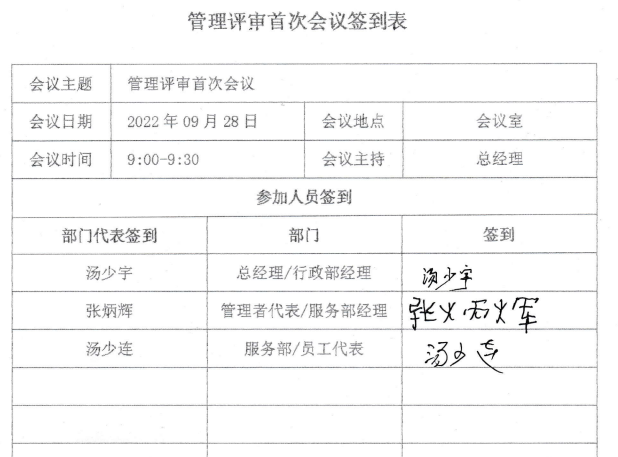 管理评审首次会议签到表
会议主题 管理评审首次会议
会议日期 2022 年 09 月 28 日 会议地点 会议室
会议时间 9:00-9:30 会议主持 总经理
参加人员签到
部门代表签到 部门 签到
汤少宇 总经理/行政部经理 汤少宇
张炳辉 管理者代表/服务部经理 张炳辉
汤少连 服务部/员工代表 汤少连